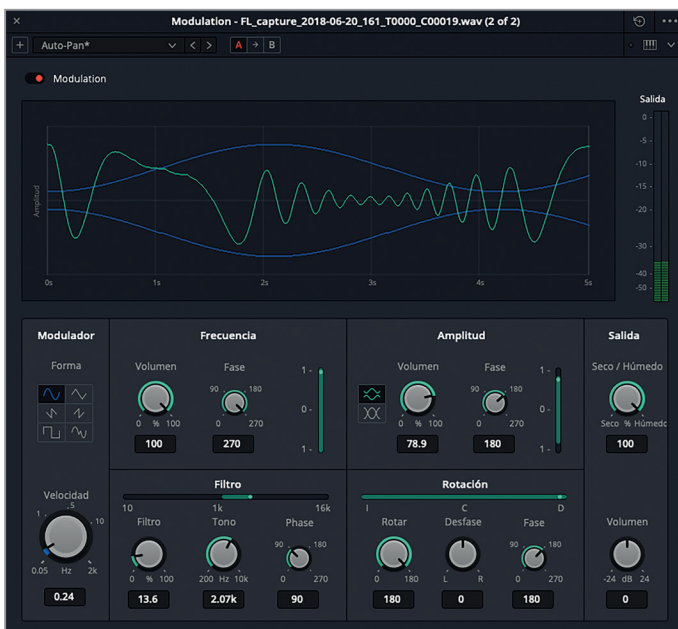 Modulation - FL_capture_2018-06-20_161_T0000_C00019.wav (2 of 2)
Auto-Pan*
A
B
Modulation
Salida
0 -
-5 -
-10 -
-15 -
-20 -
-30 -
-40 -
-50 -
Amplitud
0s 1s 2s 3s 4s 5s
Modulador
Forma
Velocidad
1 5 10
0.05 Hz 2k
0.24
Frecuencia
Volumen
0 % 100
100
Fase
90 180
0 270
270
1 -
0 -
1 -
Amplitud
Volumen
0 % 100
78.9
Fase
90 180
0 270
180
1 -
0 -
1 -
Salida
Seco / Húmedo
Seco % Húmedo
100
Filtro
10 1k 16k
Filtro
0 % 100
13.6
Tono
200 Hz 10k
2.07k
Phase
90 180
0 270
90
Rotación
I C D
Rotar
0 180
180
Desfase
L R
0
Fase
90 180
0 270
180
Volumen
-24 dB 24
0